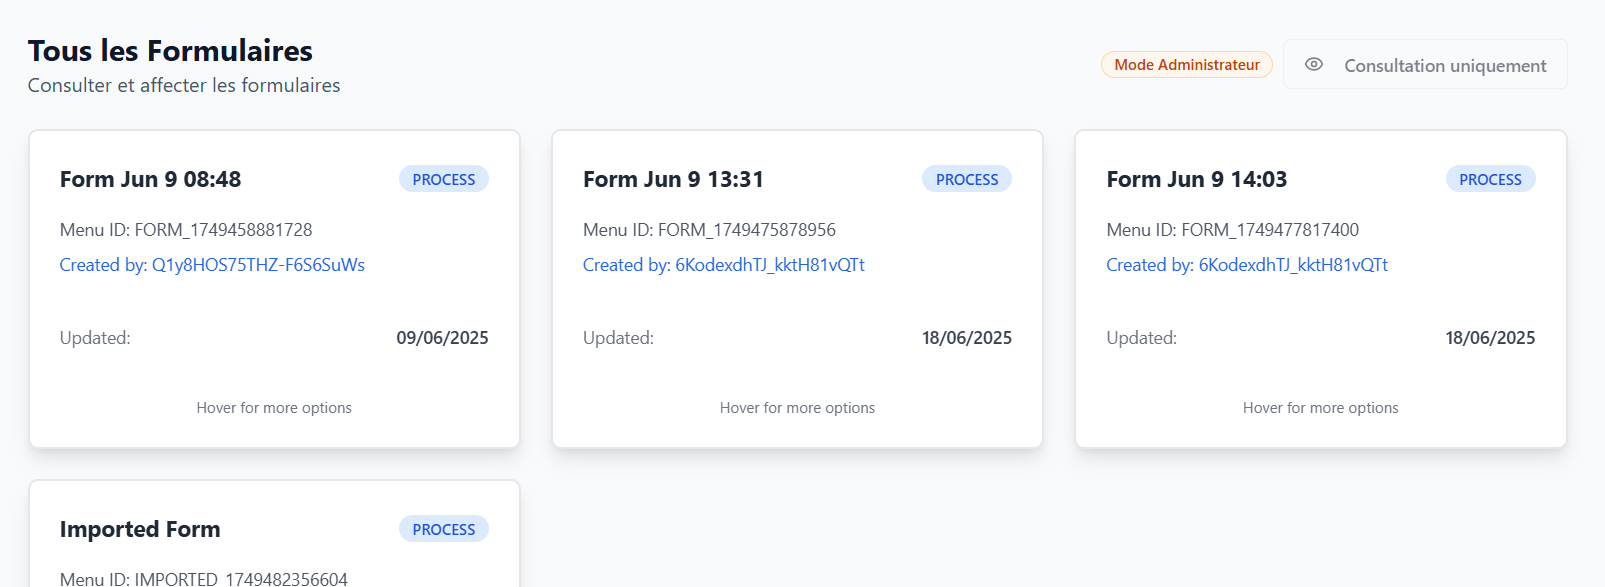 Tous les Formulaires
Consulter et affecter les formulaires
Mode Administrateur
Consultation uniquement
Form Jun 9 08:48
PROCESS
Menu ID: FORM_1749458881728
Created by: Q1y8HOS75THZ-F6S6SuWs
Updated:
09/06/2025
Hover for more options
Form Jun 9 13:31
PROCESS
Menu ID: FORM_1749475878956
Created by: 6KodexdhTJ_kktH81vQTt
Updated:
18/06/2025
Hover for more options
Form Jun 9 14:03
PROCESS
Menu ID: FORM_1749477817400
Created by: 6KodexdhTJ_kktH81vQTt
Updated:
18/06/2025
Hover for more options
Imported Form
PROCESS
Menu ID: IMPORTED_1749482356604